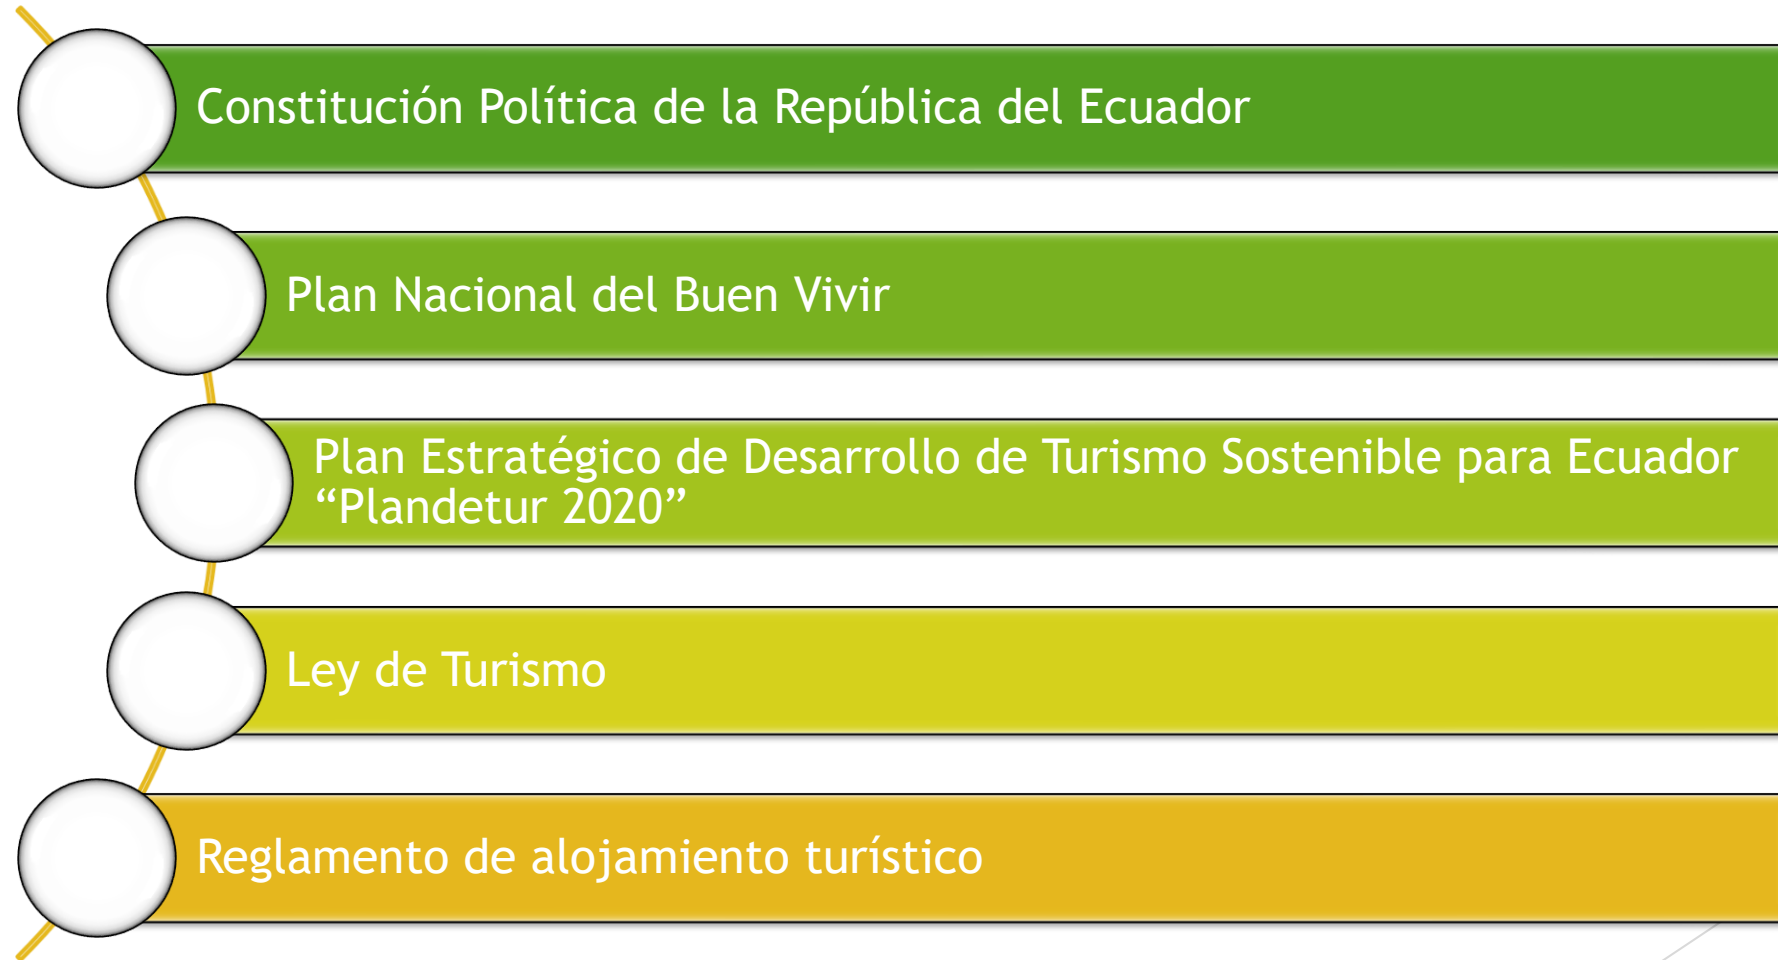 Constitución Política de la República del Ecuador
Plan Nacional del Buen Vivir
Plan Estratégico de Desarrollo de Turismo Sostenible para Ecuador
“Plandetur 2020”
Ley de Turismo
Reglamento de alojamiento turístico